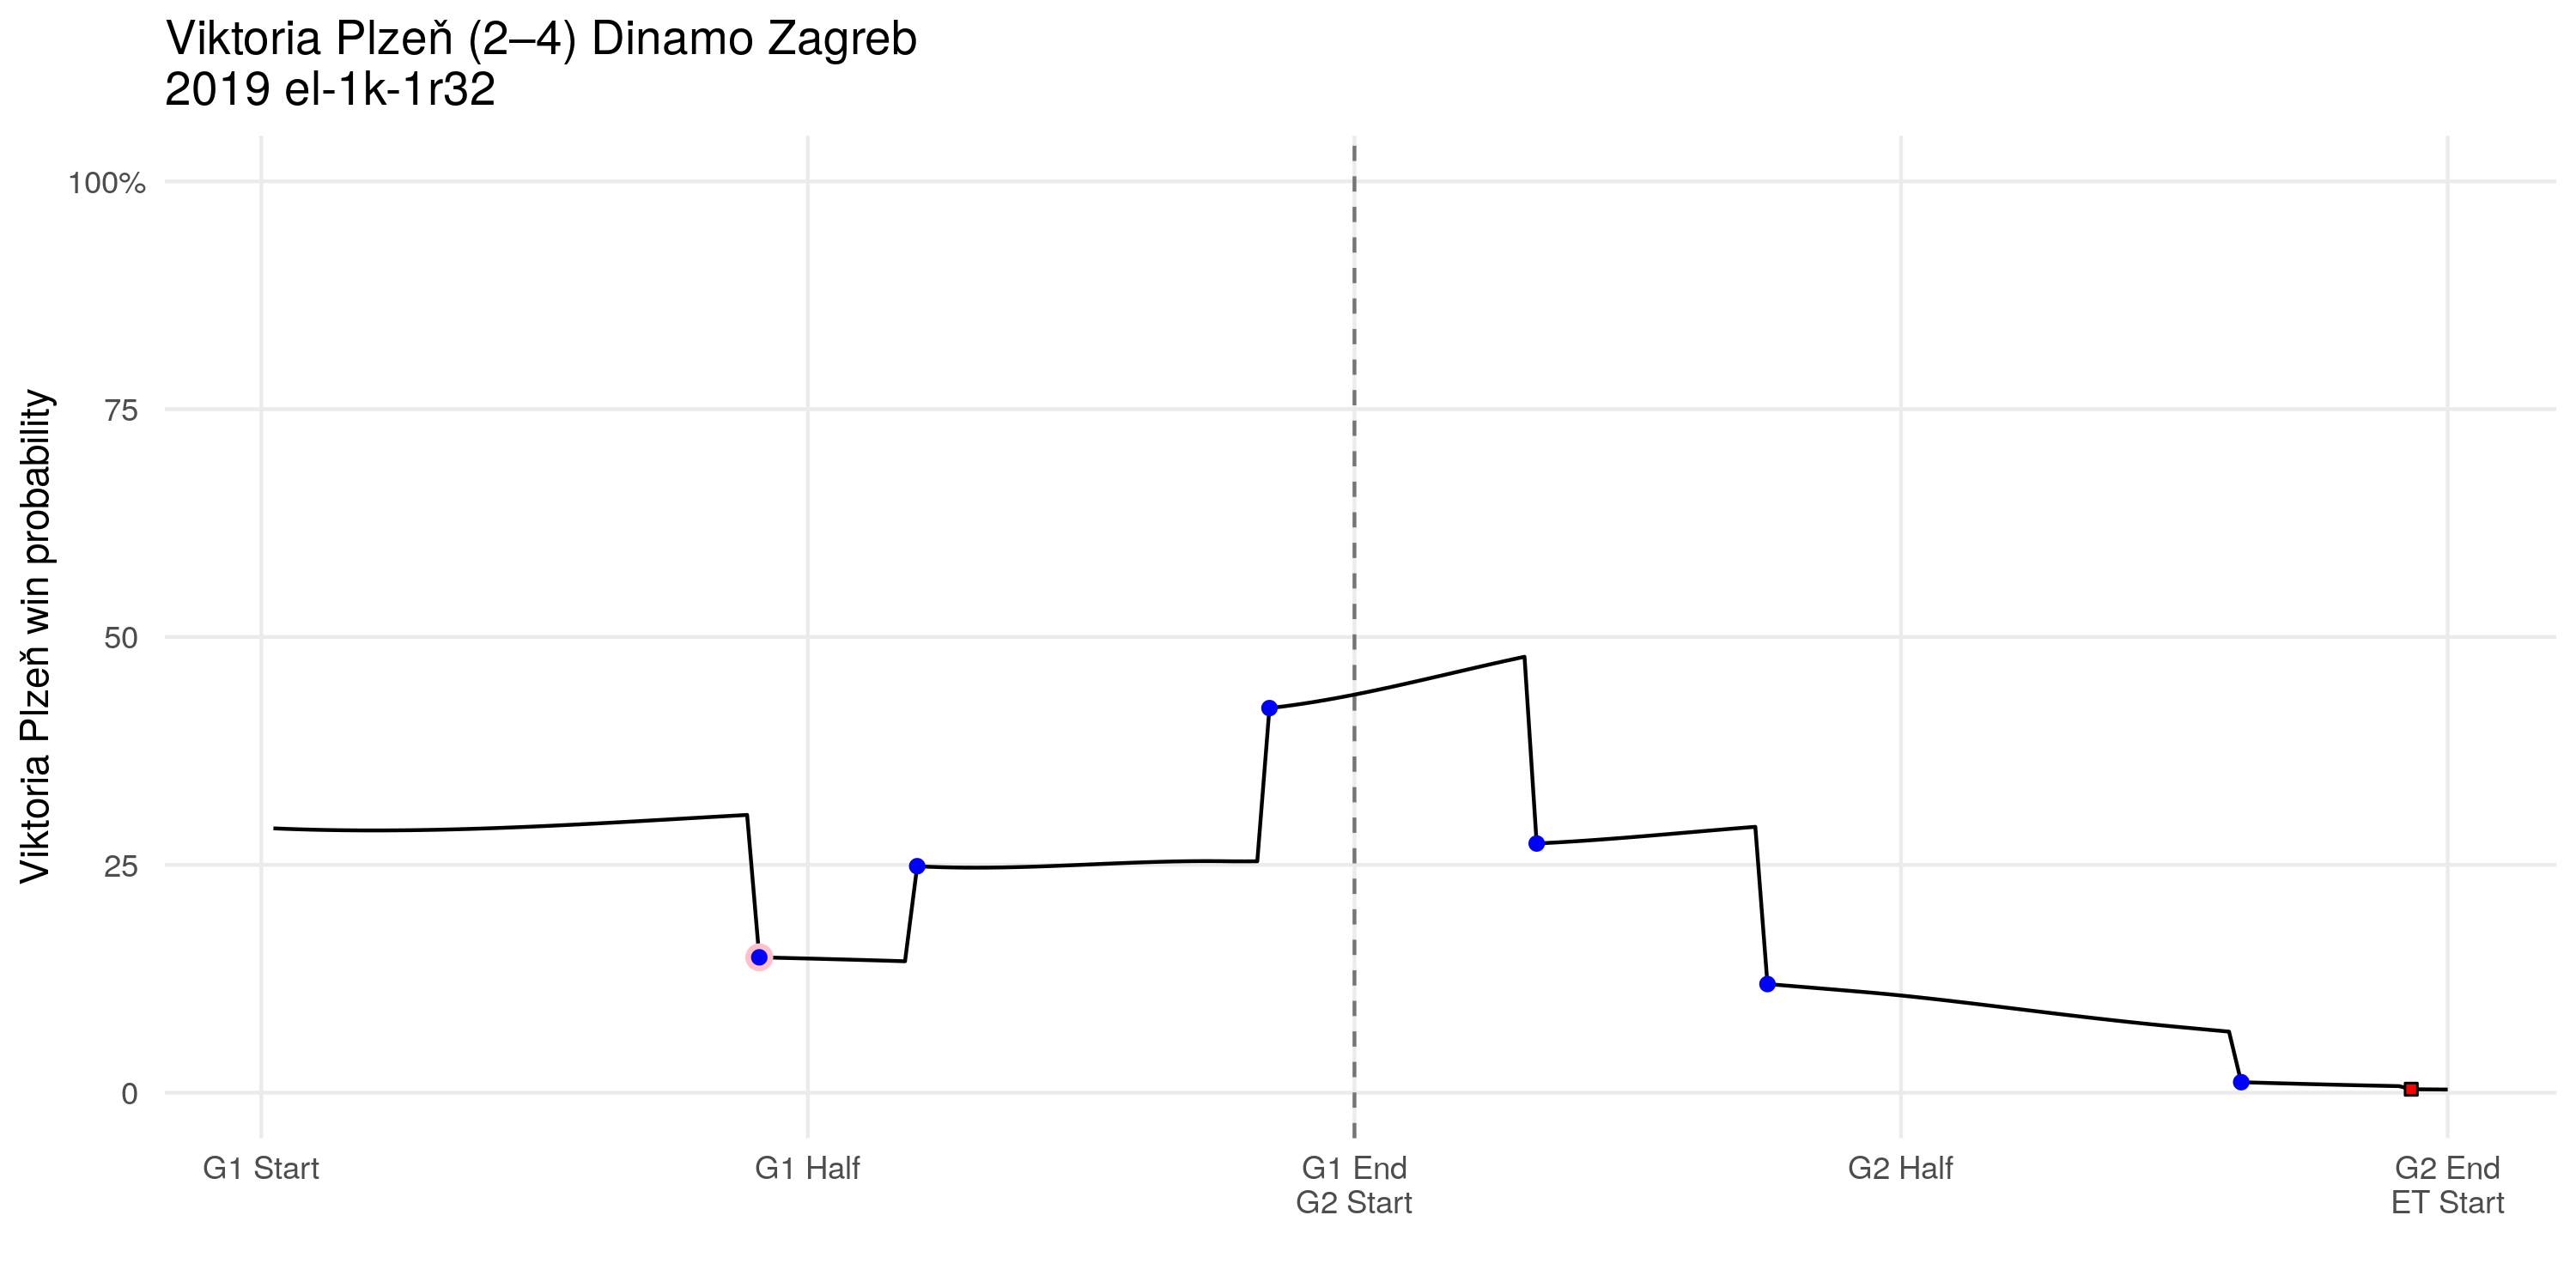 Viktoria Plzeň (2–4) Dinamo Zagreb
2019 el-1k-1r32
Viktoria Plzeň win probability
100%
75
50
25
0
G1 Start
G1 Half
G1 End
G2 Start
G2 Half
G2 End
ET Start